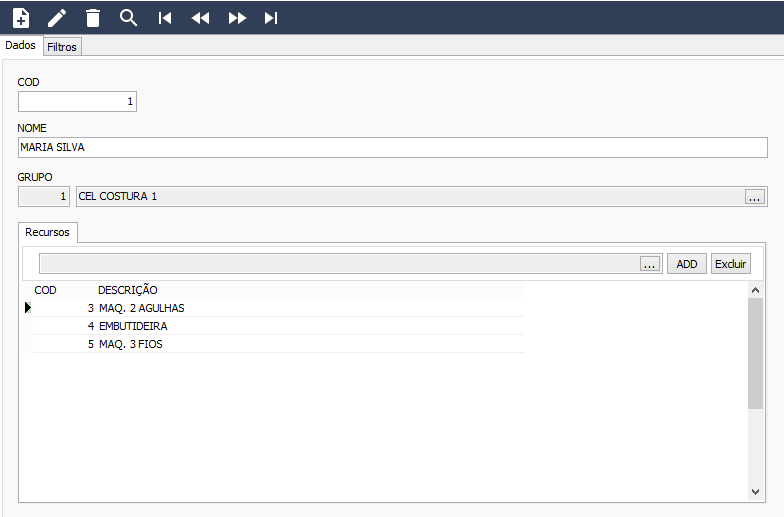 Dados Filtros
COD
1
NOME
MARIA SILVA
GRUPO
1 CEL COSTURA 1 ...
Recursos
... ADD Excluir
COD DESCRIÇÃO
3 MAQ. 2 AGULHAS
4 EMBUTIDEIRA
5 MAQ. 3 FIOS